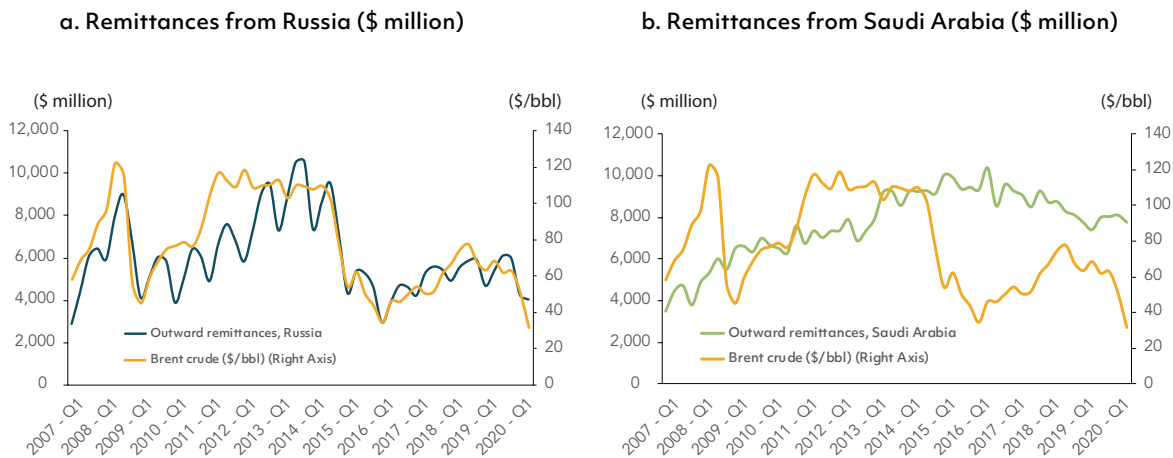 a. Remittances from Russia ($ million)
($ million)
($/bbl)
12,000
10,000
8,000
6,000
4,000
2,000
0
140
120
100
80
60
40
20
0
Outward remittances, Russia
Brent crude ($/bbl) (Right Axis)
2007 - Q1
2008 - Q1
2009 - Q1
2010 - Q1
2011 - Q1
2012 - Q1
2013 - Q1
2014 - Q1
2015 - Q1
2016 - Q1
2017 - Q1
2018 - Q1
2019 - Q1
2020 - Q1
b. Remittances from Saudi Arabia ($ million)
($ million)
($/bbl)
12,000
10,000
8,000
6,000
4,000
2,000
0
140
120
100
80
60
40
20
0
Outward remittances, Saudi Arabia
Brent crude ($/bbl) (Right Axis)
2007 - Q1
2008 - Q1
2009 - Q1
2010 - Q1
2011 - Q1
2012 - Q1
2013 - Q1
2014 - Q1
2015 - Q1
2016 - Q1
2017 - Q1
2018 - Q1
2019 - Q1
2020 - Q1